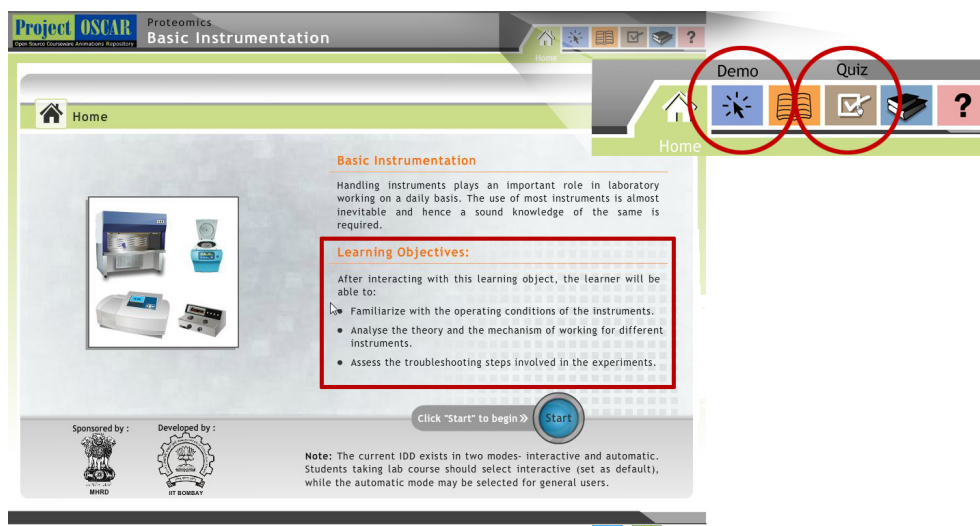 Project OSCAR
Open Source Courseware Animations Repository
Proteomics
Basic Instrumentation
Home
?
Demo
Quiz
Home
?
Home
Basic Instrumentation
Handling instruments plays an important role in laboratory
working on a daily basis. The use of most instruments is almost
inevitable and hence a sound knowledge of the same is
required.
Learning Objectives:
After interacting with this learning object, the learner will be
able to:
• Familiarize with the operating conditions of the instruments.
• Analyse the theory and the mechanism of working for different
instruments.
• Assess the troubleshooting steps involved in the experiments.
Click "Start" to begin »
Start
Sponsored by :
Developed by :
MHRD
IIT BOMBAY
Note: The current IDD exists in two modes- interactive and automatic.
Students taking lab course should select interactive (set as default),
while the automatic mode may be selected for general users.